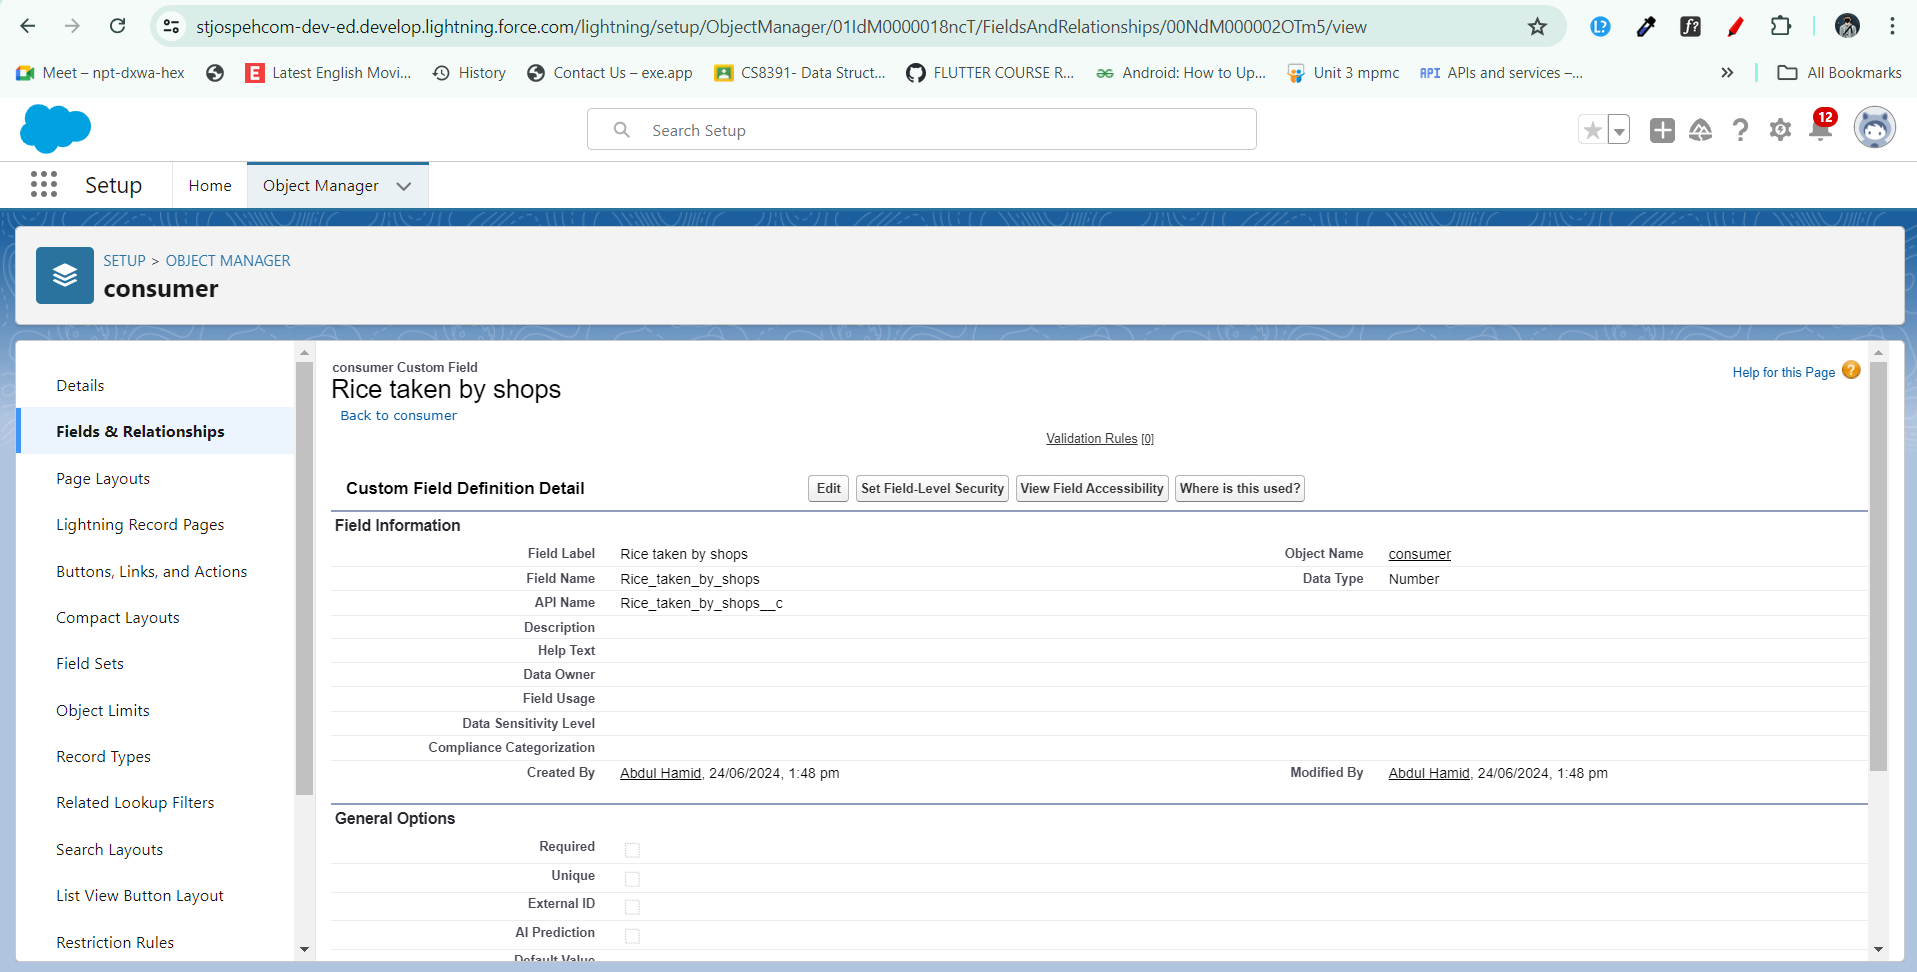 stjospehcom-dev-ed.develop.lightning.force.com/lightning/setup/ObjectManager/01IdM0000018ncT/FieldsAndRelationships/00NdM000002OTm5/view
Meet – npt-dxwa-hex
Latest English Movi...
History
Contact Us – exe.app
CS8391- Data Struct...
FLUTTER COURSE R...
Android: How to Up...
Unit 3 mpmc
API APIs and services –...
All Bookmarks
Search Setup
12
Setup
Home
Object Manager
SETUP > OBJECT MANAGER
consumer
Details
Fields & Relationships
Page Layouts
Lightning Record Pages
Buttons, Links, and Actions
Compact Layouts
Field Sets
Object Limits
Record Types
Related Lookup Filters
Search Layouts
List View Button Layout
Restriction Rules
consumer Custom Field
Rice taken by shops
Back to consumer
Help for this Page
Validation Rules [0]
Custom Field Definition Detail
Edit
Set Field-Level Security
View Field Accessibility
Where is this used?
Field Information
Field Label Rice taken by shops Object Name consumer
Field Name Rice_taken_by_shops Data Type Number
API Name Rice_taken_by_shops__c
Description
Help Text
Data Owner
Field Usage
Data Sensitivity Level
Compliance Categorization
Created By Abdul Hamid, 24/06/2024, 1:48 pm Modified By Abdul Hamid, 24/06/2024, 1:48 pm
General Options
Required
Unique
External ID
AI Prediction
Default Value